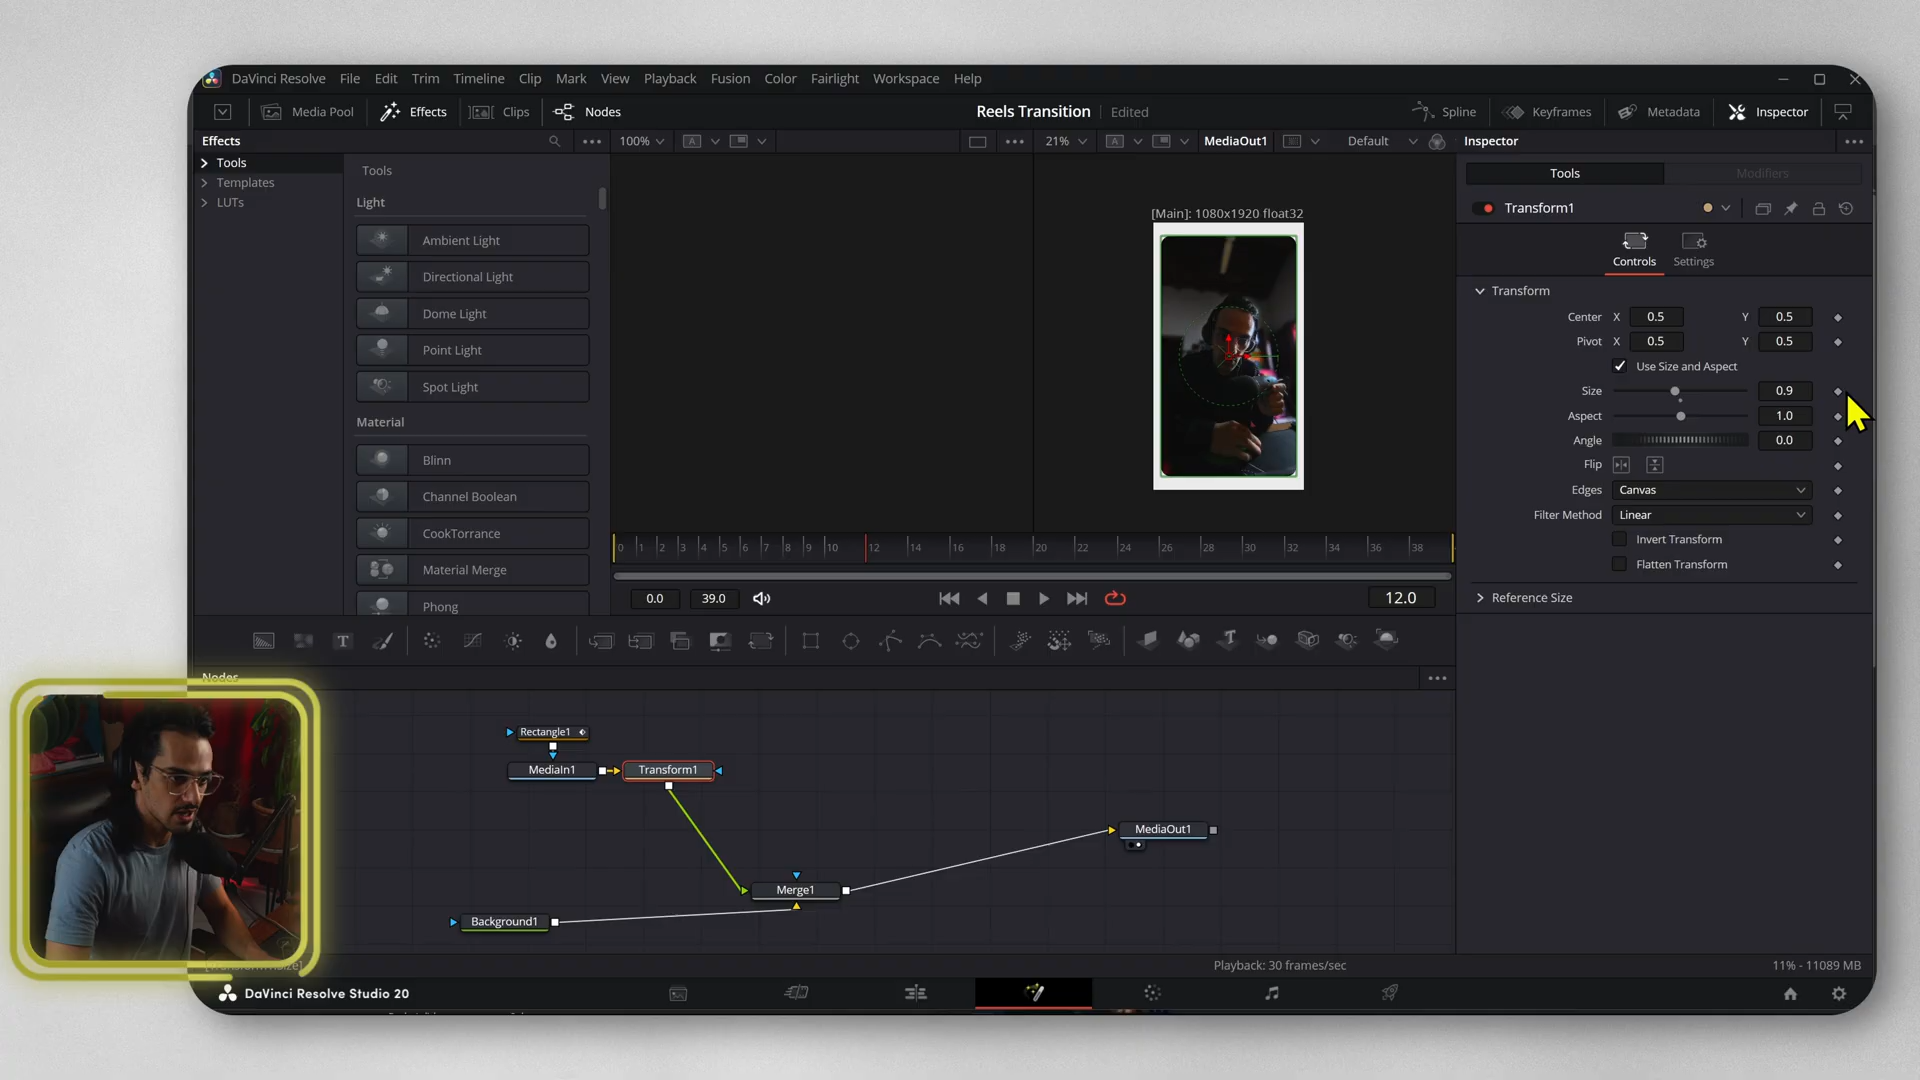 DaVinci Resolve File Edit Trim Timeline Clip Mark View Playback Fusion Color Fairlight Workspace Help
Media Pool Effects Clips Nodes Reels Transition Edited Spline Keyframes Metadata Inspector
Effects 100% A 21% A MediaOut1 Default Inspector
Tools
Templates
LUTs
Tools
Light
Ambient Light
Directional Light
Dome Light
Point Light
Spot Light
Material
Blinn
Channel Boolean
CookTorrance
Material Merge
Phong
[Main]: 1080x1920 float32
0 1 2 3 4 5 6 7 8 9 10 12 14 16 18 20 22 24 26 28 30 32 34 36 38
0.0 39.0 12.0
Tools Modifiers
Transform1
Controls Settings
Transform
Center X 0.5 Y 0.5
Pivot X 0.5 Y 0.5
Use Size and Aspect
Size 0.9
Aspect 1.0
Angle 0.0
Flip
Edges Canvas
Filter Method Linear
Invert Transform
Flatten Transform
Reference Size
T T
Nodes
Rectangle1
MediaIn1 Transform1
MediaOut1
Merge1
Background1
Playback: 30 frames/sec 11% - 11089 MB
DaVinci Resolve Studio 20